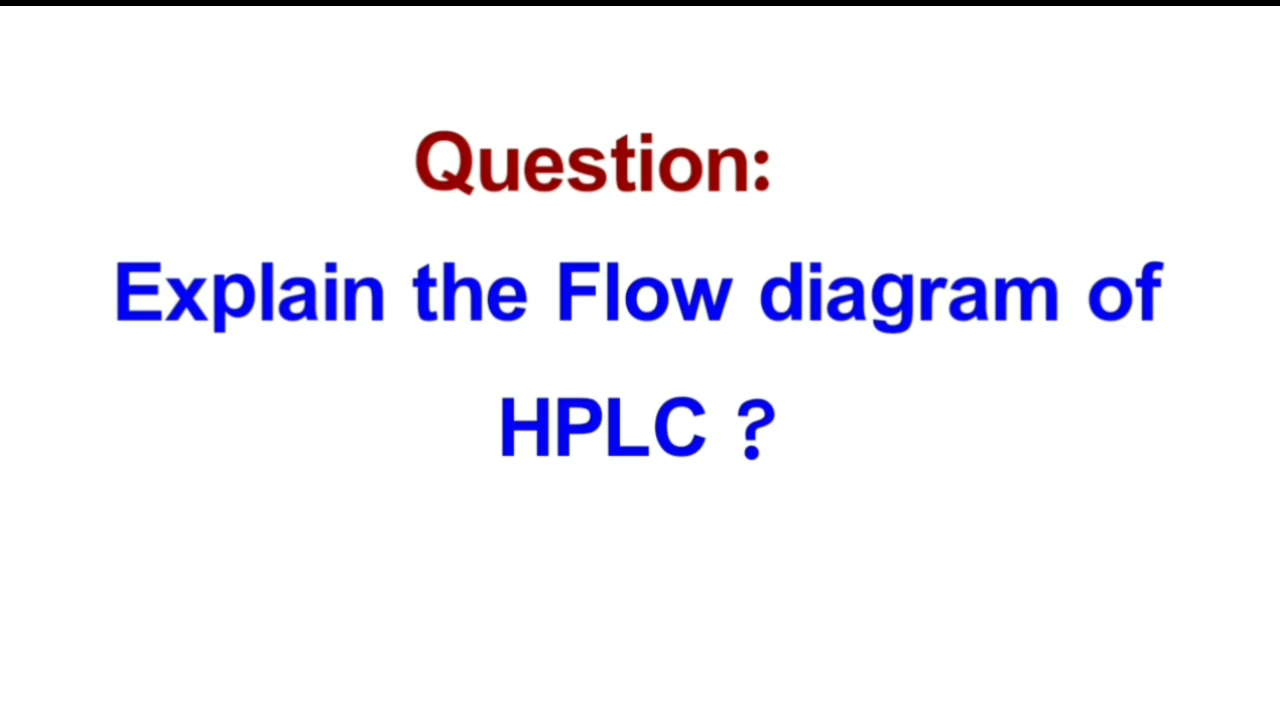 Question:
Explain the Flow diagram of
HPLC ?